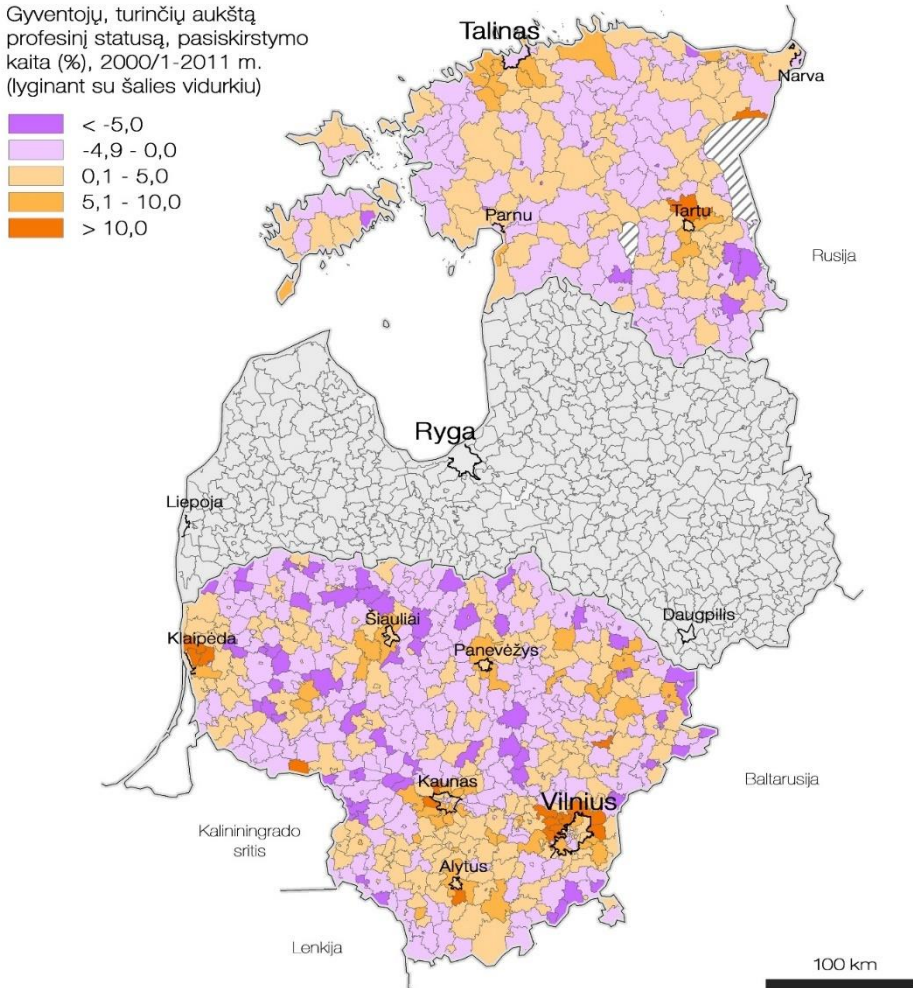 Gyventojų, turinčių aukštą
profesinį statusą, pasiskirstymo
kaita (%), 2000/1-2011 m.
(lyginant su šalies vidurkiu)
< -5,0
-4,9 - 0,0
0,1 - 5,0
5,1 - 10,0
> 10,0
Talinas
Narva
Parnu
Tartu
Rusija
Ryga
Liepoja
Daugpilis
Šiauliai
Klaipėda
Panevėžys
Kaunas
Vilnius
Baltarusija
Kalininingrado
sritis
Alytus
Lenkija
100 km